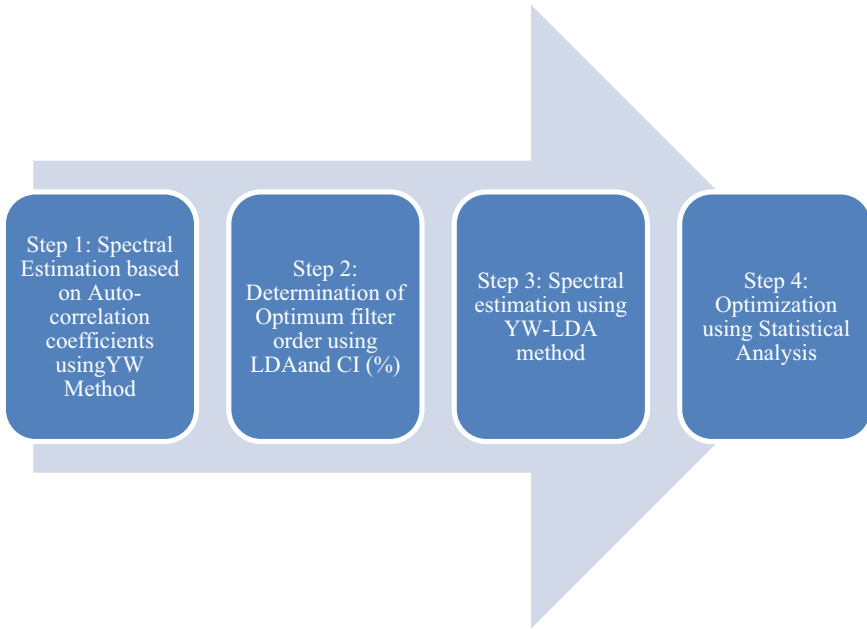 Step 1: Spectral
Estimation based
on Auto-
correlation
coefficients
usingYW
Method
Step 2:
Determination of
Optimum filter
order using
LDAand CI (%)
Step 3: Spectral
estimation using
YW-LDA
method
Step 4:
Optimization
using Statistical
Analysis